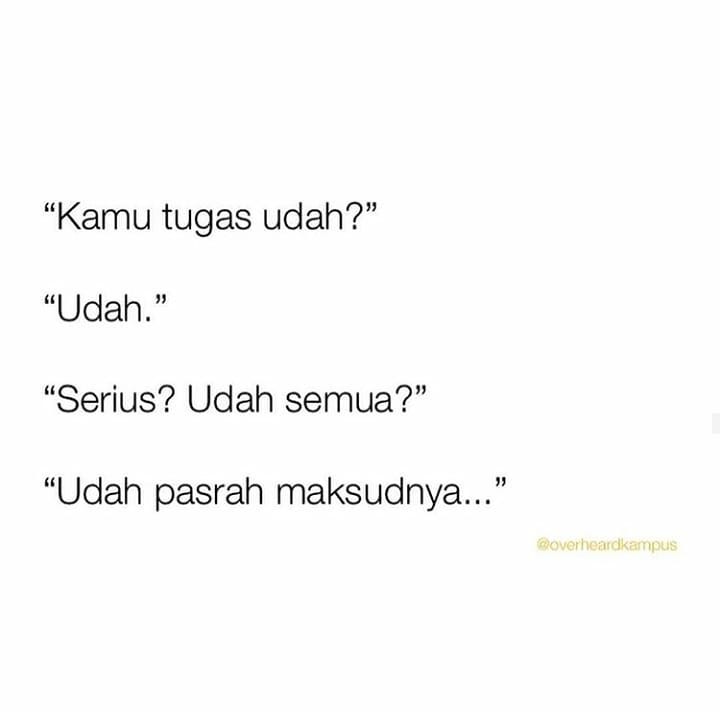 “Kamu tugas udah?”
“Udah.”
“Serius? Udah semua?”
“Udah pasrah maksudnya...”
@overheardkampus